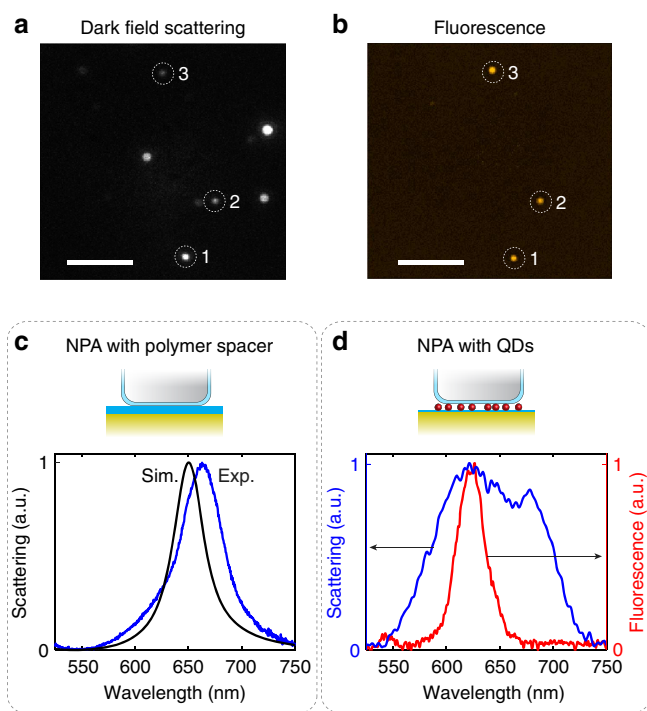 a Dark field scattering
3
2
1
b Fluorescence
3
2
1
c NPA with polymer spacer
1
Sim. Exp.
0
Scattering (a.u.)
550 600 650 700 750
Wavelength (nm)
d NPA with QDs
1 1
0 0
Scattering (a.u.)
Fluorescence (a.u.)
550 600 650 700 750
Wavelength (nm)